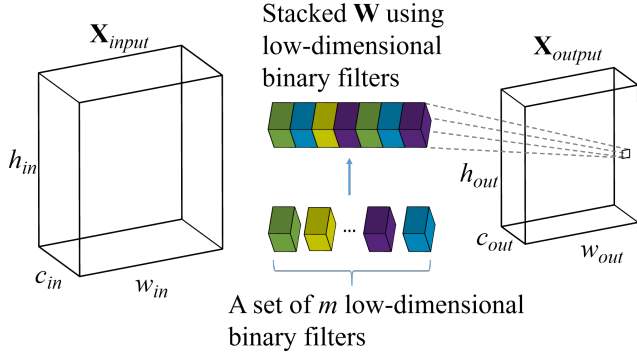 X_input
Stacked W using
low-dimensional
binary filters
X_output
h_in
h_out
c_in
w_in
...
c_out
w_out
A set of m low-dimensional
binary filters